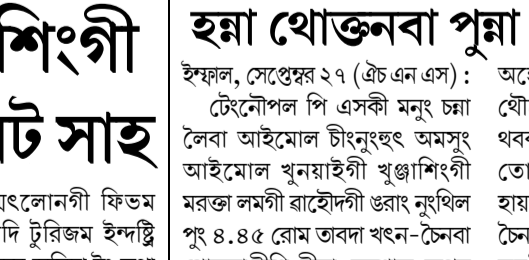 শিংগী
ট সাহ
ৎলোনগী ফিভম
দি টুরিজম ইন্দষ্ট্রি
হন্না থোক্তনবা পুন্না
ইম্ফাল, সেপ্তেম্বর ২৭ (ঐচ এন এস) :
টেংনৌপল পি এসকী মনুং চন্না
লৈবা আইমোল চীংনুংহুৎ অমসুং
আইমোল খুনয়াইগী খুঞ্জাশিংগী
মরক্তা লমগী ৱাহৌদগী ঙরাং নুংথিল
পুং ৪.৪৫ রোম তাবদা খৎন-চৈনবা
থৌ
থবব
তো
হায়
চৈন